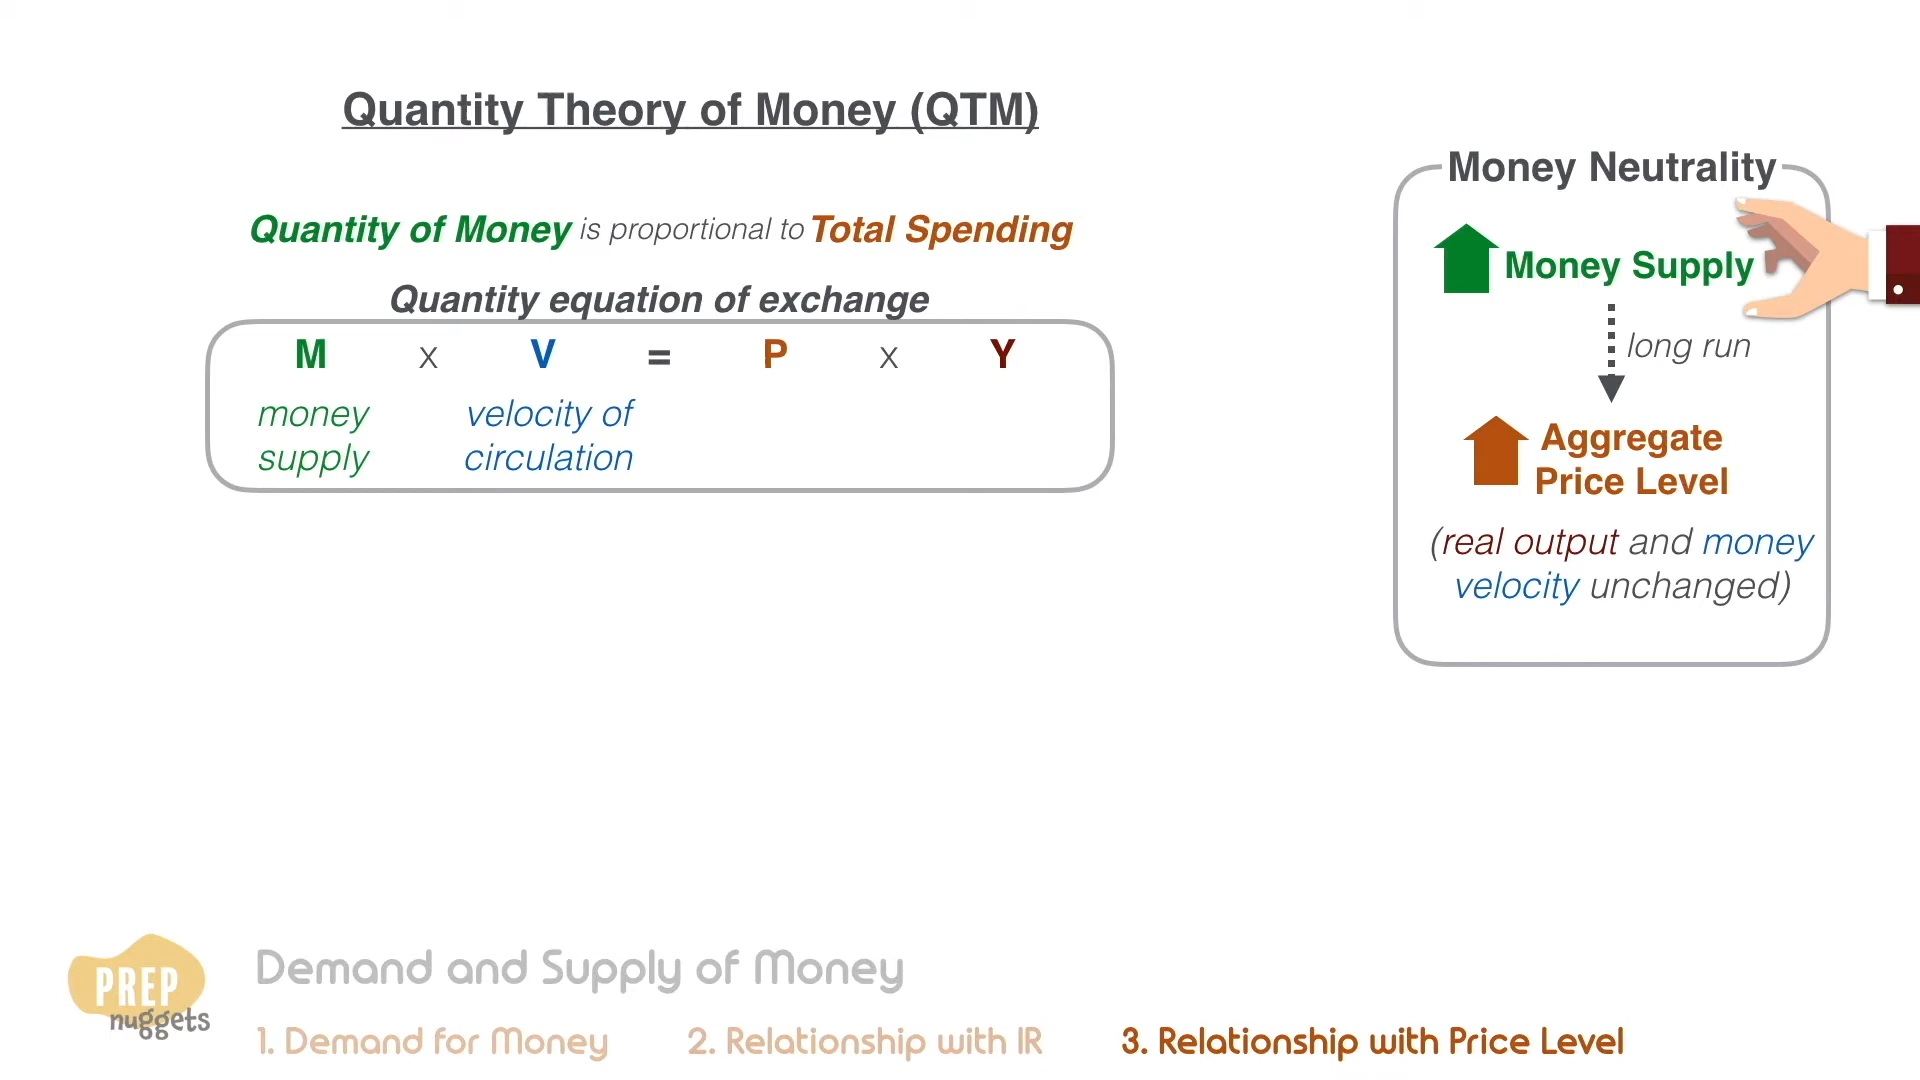 Quantity Theory of Money (QTM)
Quantity of Money is proportional to Total Spending
Quantity equation of exchange
M x V = P x Y
money velocity of
supply circulation
Money Neutrality
Money Supply
long run
Aggregate
Price Level
(real output and money
velocity unchanged)
PREP
nuggets
Demand and Supply of Money
1. Demand for Money 2. Relationship with IR 3. Relationship with Price Level